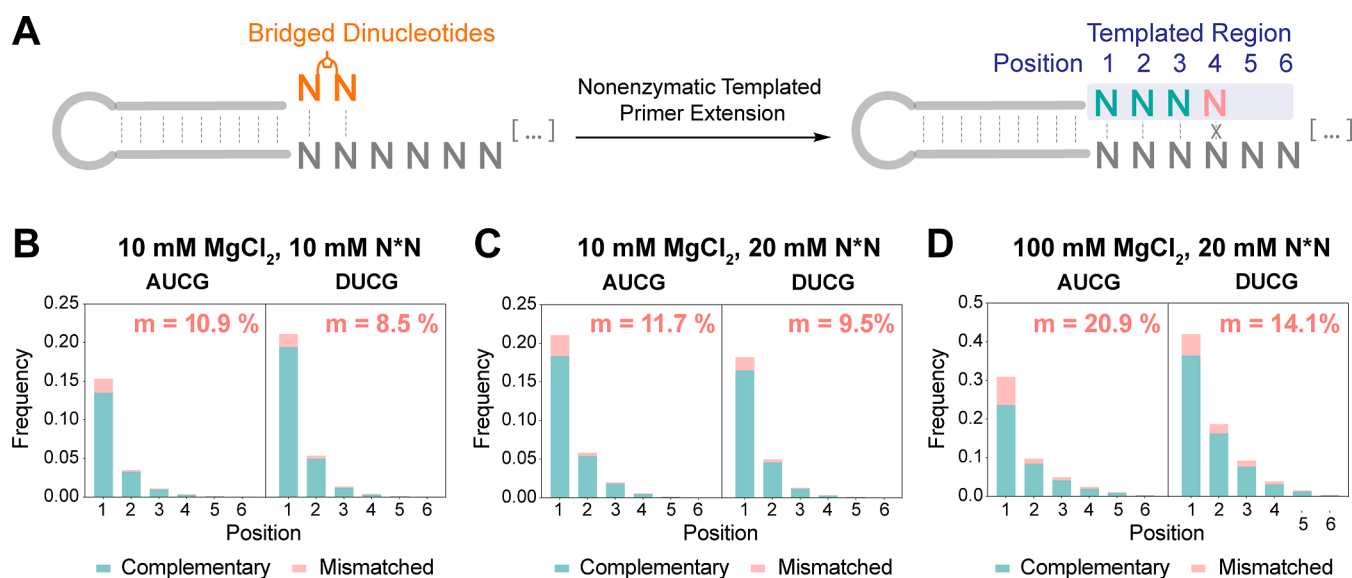 A
Bridged Dinucleotides
N N
N N N N N [ ... ]
Nonenzymatic Templated
Primer Extension
Templated Region
Position 1 2 3 4 5 6
N N N N
N N N N N N [ ... ]
B
10 mM MgCl₂, 10 mM N*N
AUCG DUCG
m = 10.9 % m = 8.5 %
Frequency
0.25
0.20
0.15
0.10
0.05
0.00
1 2 3 4 5 6 1 2 3 4 5 6
Position
Complementary Mismatched
C
10 mM MgCl₂, 20 mM N*N
AUCG DUCG
m = 11.7 % m = 9.5%
Frequency
0.25
0.20
0.15
0.10
0.05
0.00
1 2 3 4 5 6 1 2 3 4 5 6
Position
Complementary Mismatched
D
100 mM MgCl₂, 20 mM N*N
AUCG DUCG
m = 20.9 % m = 14.1%
Frequency
0.5
0.4
0.3
0.2
0.1
0.0
1 2 3 4 5 6 1 2 3 4 5 6
Position
Complementary Mismatched